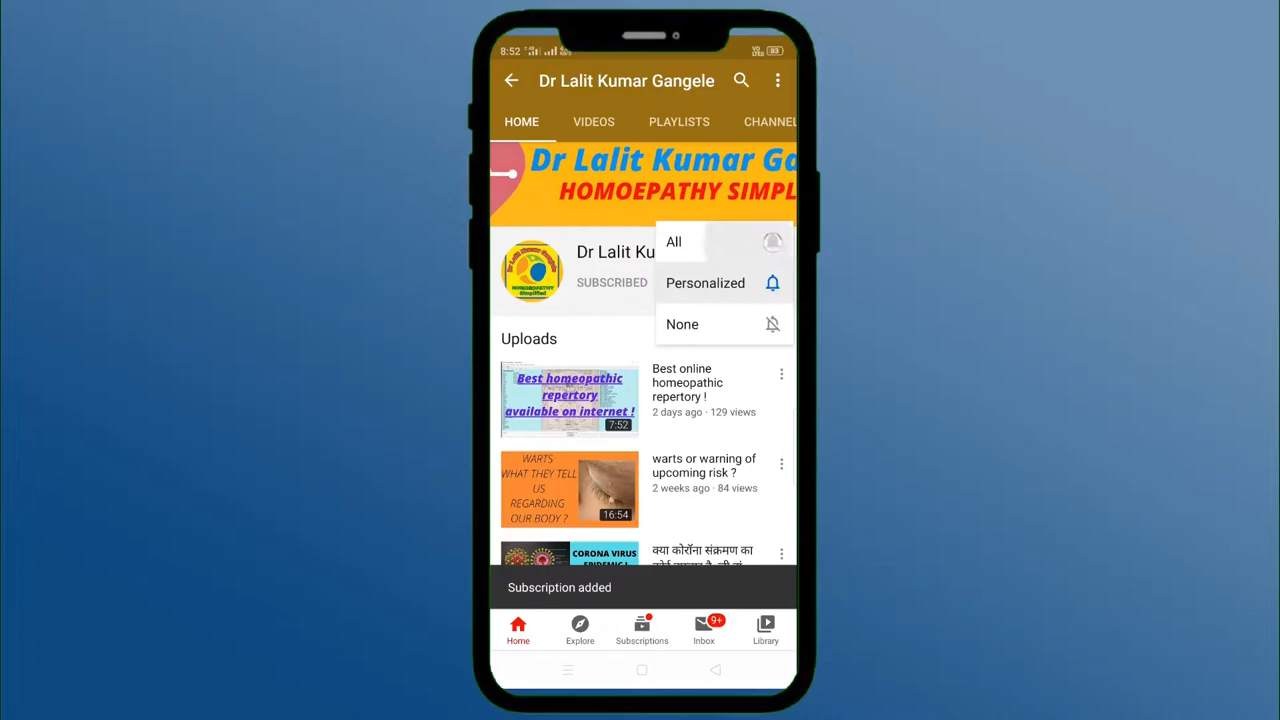 8:52
83
Dr Lalit Kumar Gangele
HOME VIDEOS PLAYLISTS CHANNEL
Dr Lalit Kumar Ga
HOMOEPATHY SIMPL
All
Dr Lalit Ku
SUBSCRIBED
Personalized
None
Uploads
Best homeopathic
repertory
available on internet !
7:52
Best online
homeopathic
repertory !
2 days ago · 129 views
WARTS
WHAT THEY TELL
US
REGARDING
OUR BODY ?
16:54
warts or warning of
upcoming risk ?
2 weeks ago · 84 views
CORONA VIRUS
क्या कोरोंना संक्रमण का
Subscription added
Home Explore Subscriptions Inbox Library
9+